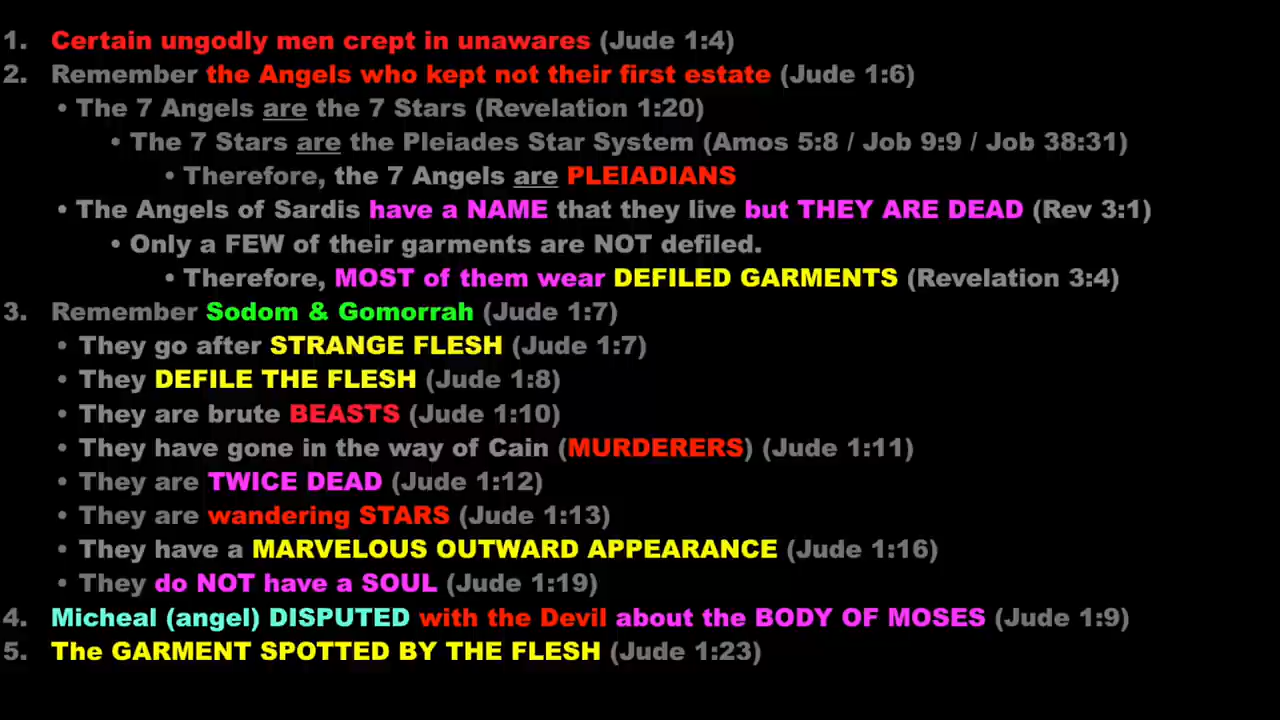 1. Certain ungodly men crept in unawares (Jude 1:4)
2. Remember the Angels who kept not their first estate (Jude 1:6)
• The 7 Angels are the 7 Stars (Revelation 1:20)
• The 7 Stars are the Pleiades Star System (Amos 5:8 / Job 9:9 / Job 38:31)
• Therefore, the 7 Angels are PLEIADIANS
• The Angels of Sardis have a NAME that they live but THEY ARE DEAD (Rev 3:1)
• Only a FEW of their garments are NOT defiled.
• Therefore, MOST of them wear DEFILED GARMENTS (Revelation 3:4)
3. Remember Sodom & Gomorrah (Jude 1:7)
• They go after STRANGE FLESH (Jude 1:7)
• They DEFILE THE FLESH (Jude 1:8)
• They are brute BEASTS (Jude 1:10)
• They have gone in the way of Cain (MURDERERS) (Jude 1:11)
• They are TWICE DEAD (Jude 1:12)
• They are wandering STARS (Jude 1:13)
• They have a MARVELOUS OUTWARD APPEARANCE (Jude 1:16)
• They do NOT have a SOUL (Jude 1:19)
4. Micheal (angel) DISPUTED with the Devil about the BODY OF MOSES (Jude 1:9)
5. The GARMENT SPOTTED BY THE FLESH (Jude 1:23)